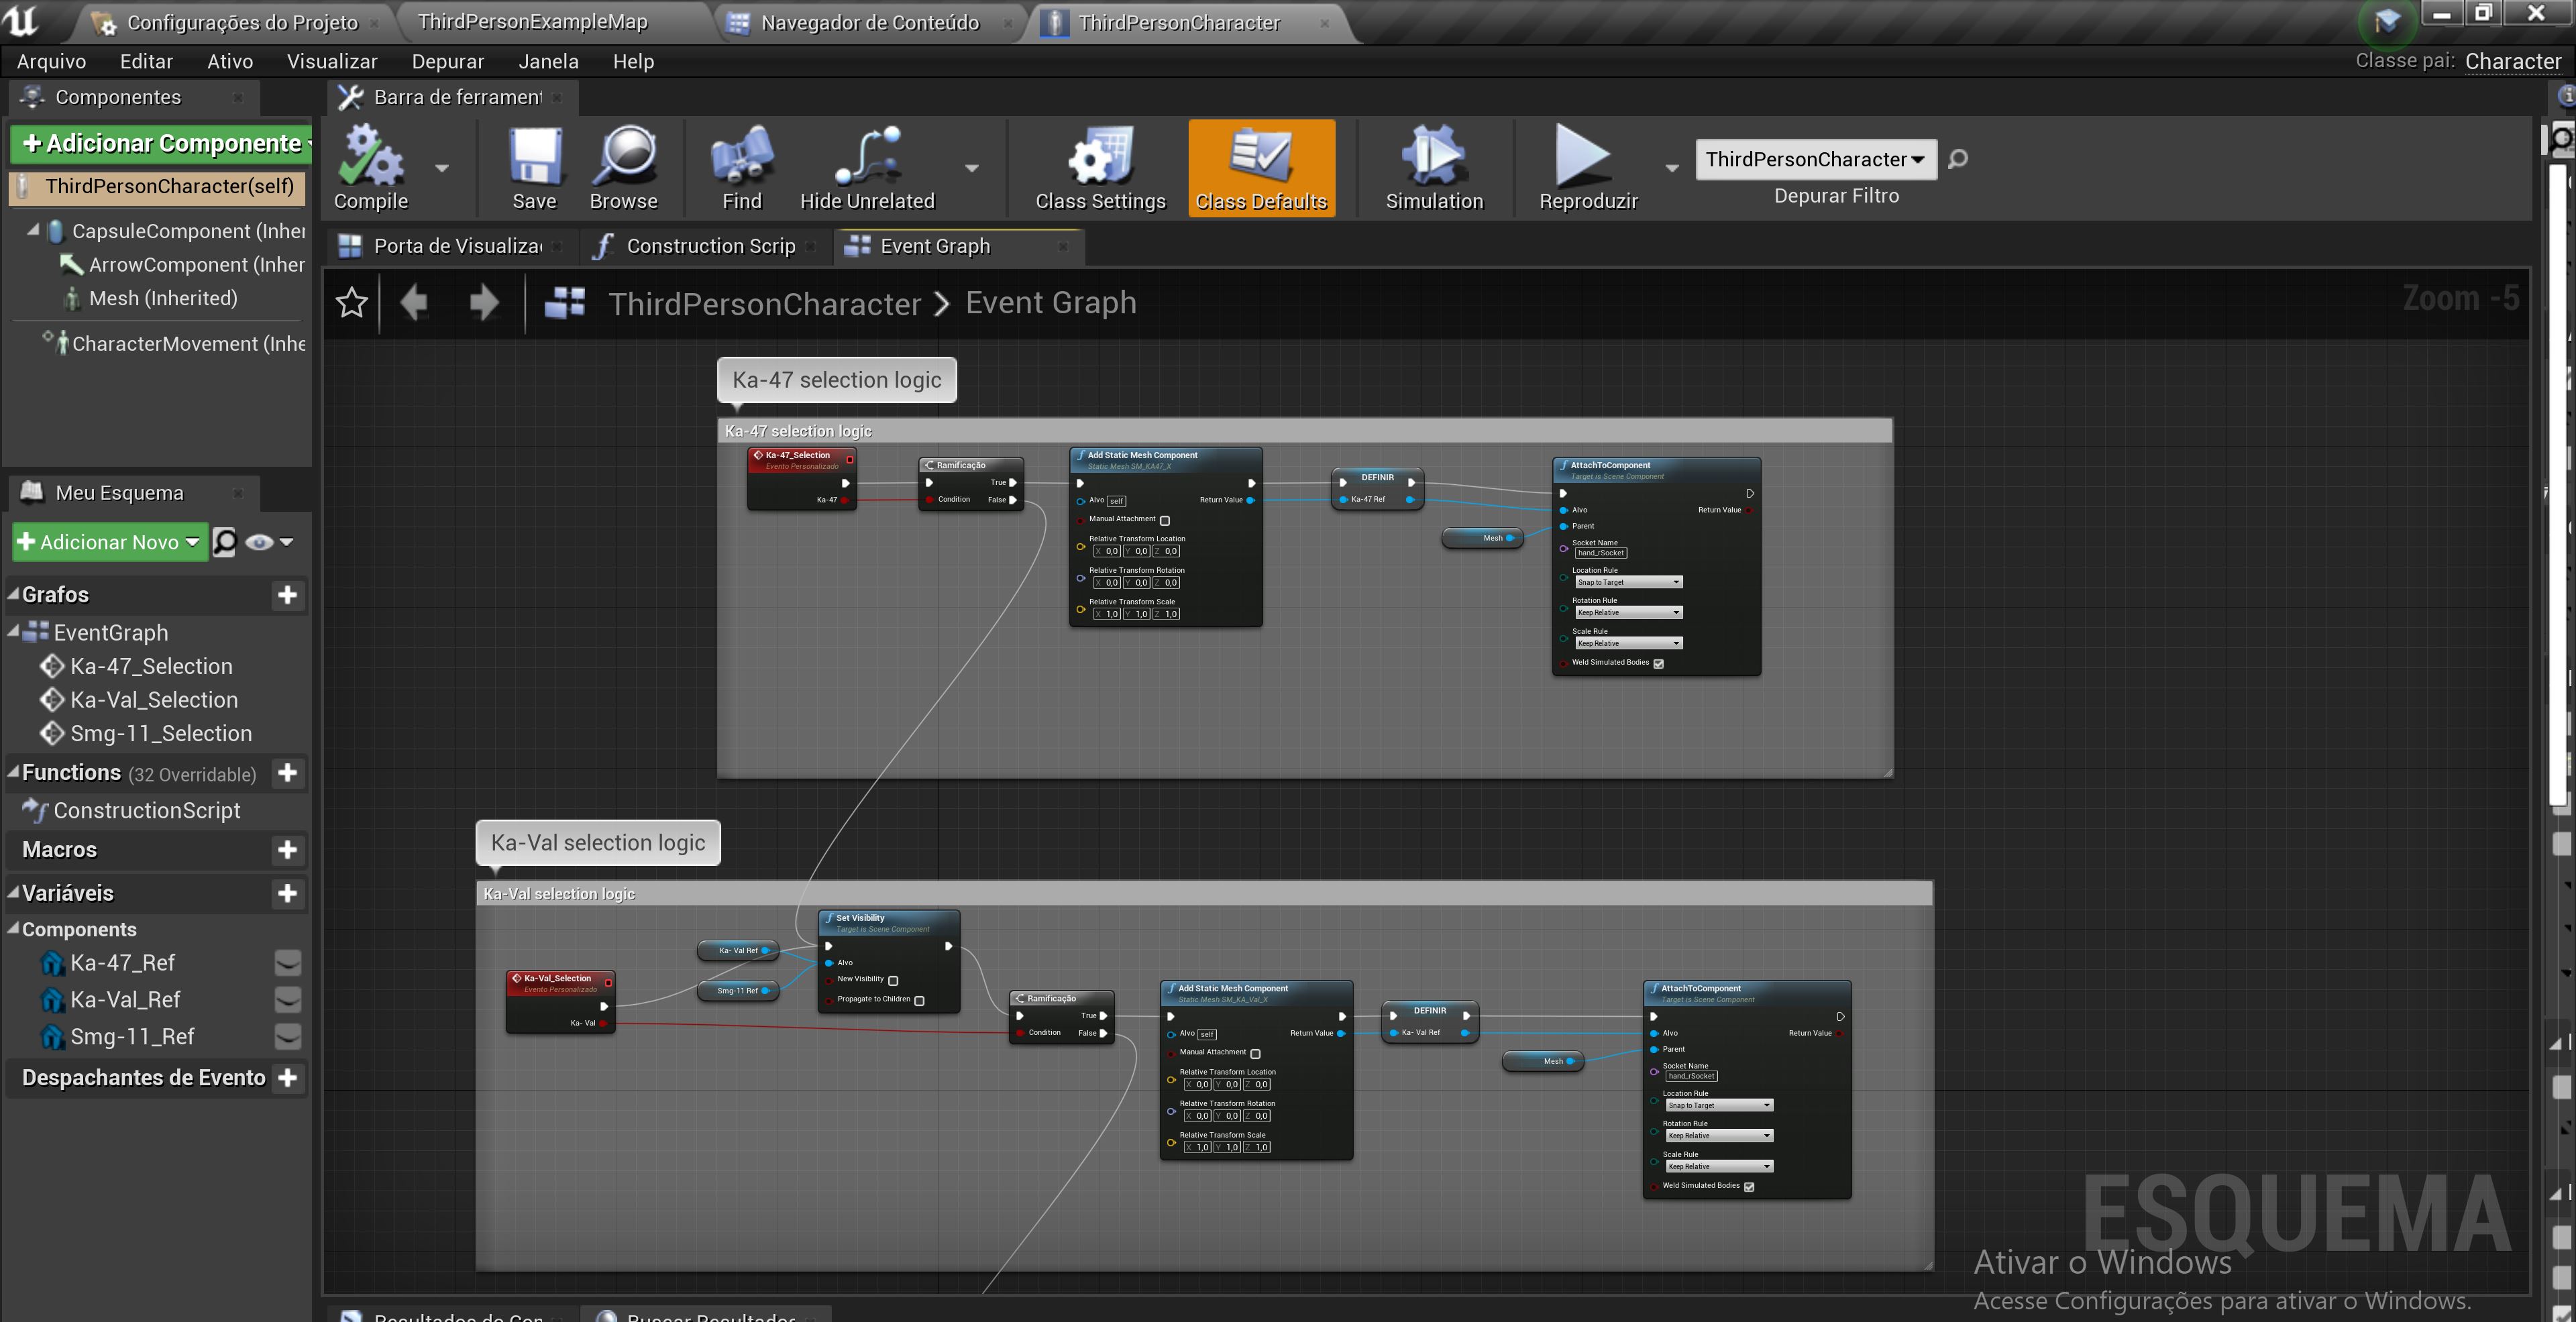 Configurações do Projeto
ThirdPersonExampleMap
Navegador de Conteúdo
ThirdPersonCharacter
Arquivo Editar Ativo Visualizar Depurar Janela Help
Classe pai: Character
Componentes
Barra de ferrament
+Adicionar Componente
ThirdPersonCharacter(self)
CapsuleComponent (Inher
ArrowComponent (Inher
Mesh (Inherited)
CharacterMovement (Inhe
Compile
Save
Browse
Find
Hide Unrelated
Class Settings
Class Defaults
Simulation
Reproduzir
ThirdPersonCharacter
Depurar Filtro
Porta de Visualiza
Construction Scrip
Event Graph
ThirdPersonCharacter > Event Graph
Zoom -5
Meu Esquema
+Adicionar Novo
Grafos
EventGraph
Ka-47_Selection
Ka-Val_Selection
Smg-11_Selection
Functions (32 Overridable)
ConstructionScript
Macros
Variáveis
Components
Ka-47_Ref
Ka-Val_Ref
Smg-11_Ref
Despachantes de Evento
Ka-47 selection logic
Ka-47 selection logic
Ka-47_Selection
Evento Personalizado
Ka-47
Ramificação
True
Condition False
Add Static Mesh Component
Static Mesh SM_KA47_X
Alvo self
Return Value
Manual Attachment
Relative Transform Location
X 0,0 Y 0,0 Z 0,0
Relative Transform Rotation
X 0,0 Y 0,0 Z 0,0
Relative Transform Scale
X 1,0 Y 1,0 Z 1,0
DEFINIR
Ka-47 Ref
Mesh
AttachToComponent
Target is Scene Component
Alvo
Return Value
Parent
Socket Name
hand_rSocket
Location Rule
Snap to Target
Rotation Rule
Keep Relative
Scale Rule
Keep Relative
Weld Simulated Bodies
Ka-Val selection logic
Ka-Val selection logic
Ka-Val_Selection
Evento Personalizado
Ka- Val
Ka- Val Ref
Smg-11 Ref
Set Visibility
Target is Scene Component
Alvo
New Visibility
Propagate to Children
Ramificação
True
Condition False
Add Static Mesh Component
Static Mesh SM_KA_Val_X
Alvo self
Return Value
Manual Attachment
Relative Transform Location
X 0,0 Y 0,0 Z 0,0
Relative Transform Rotation
X 0,0 Y 0,0 Z 0,0
Relative Transform Scale
X 1,0 Y 1,0 Z 1,0
DEFINIR
Ka- Val Ref
Mesh
AttachToComponent
Target is Scene Component
Alvo
Return Value
Parent
Socket Name
hand_rSocket
Location Rule
Snap to Target
Rotation Rule
Keep Relative
Scale Rule
Keep Relative
Weld Simulated Bodies
ESQUEMA
Ativar o Windows
Acesse Configurações para ativar o Windows.